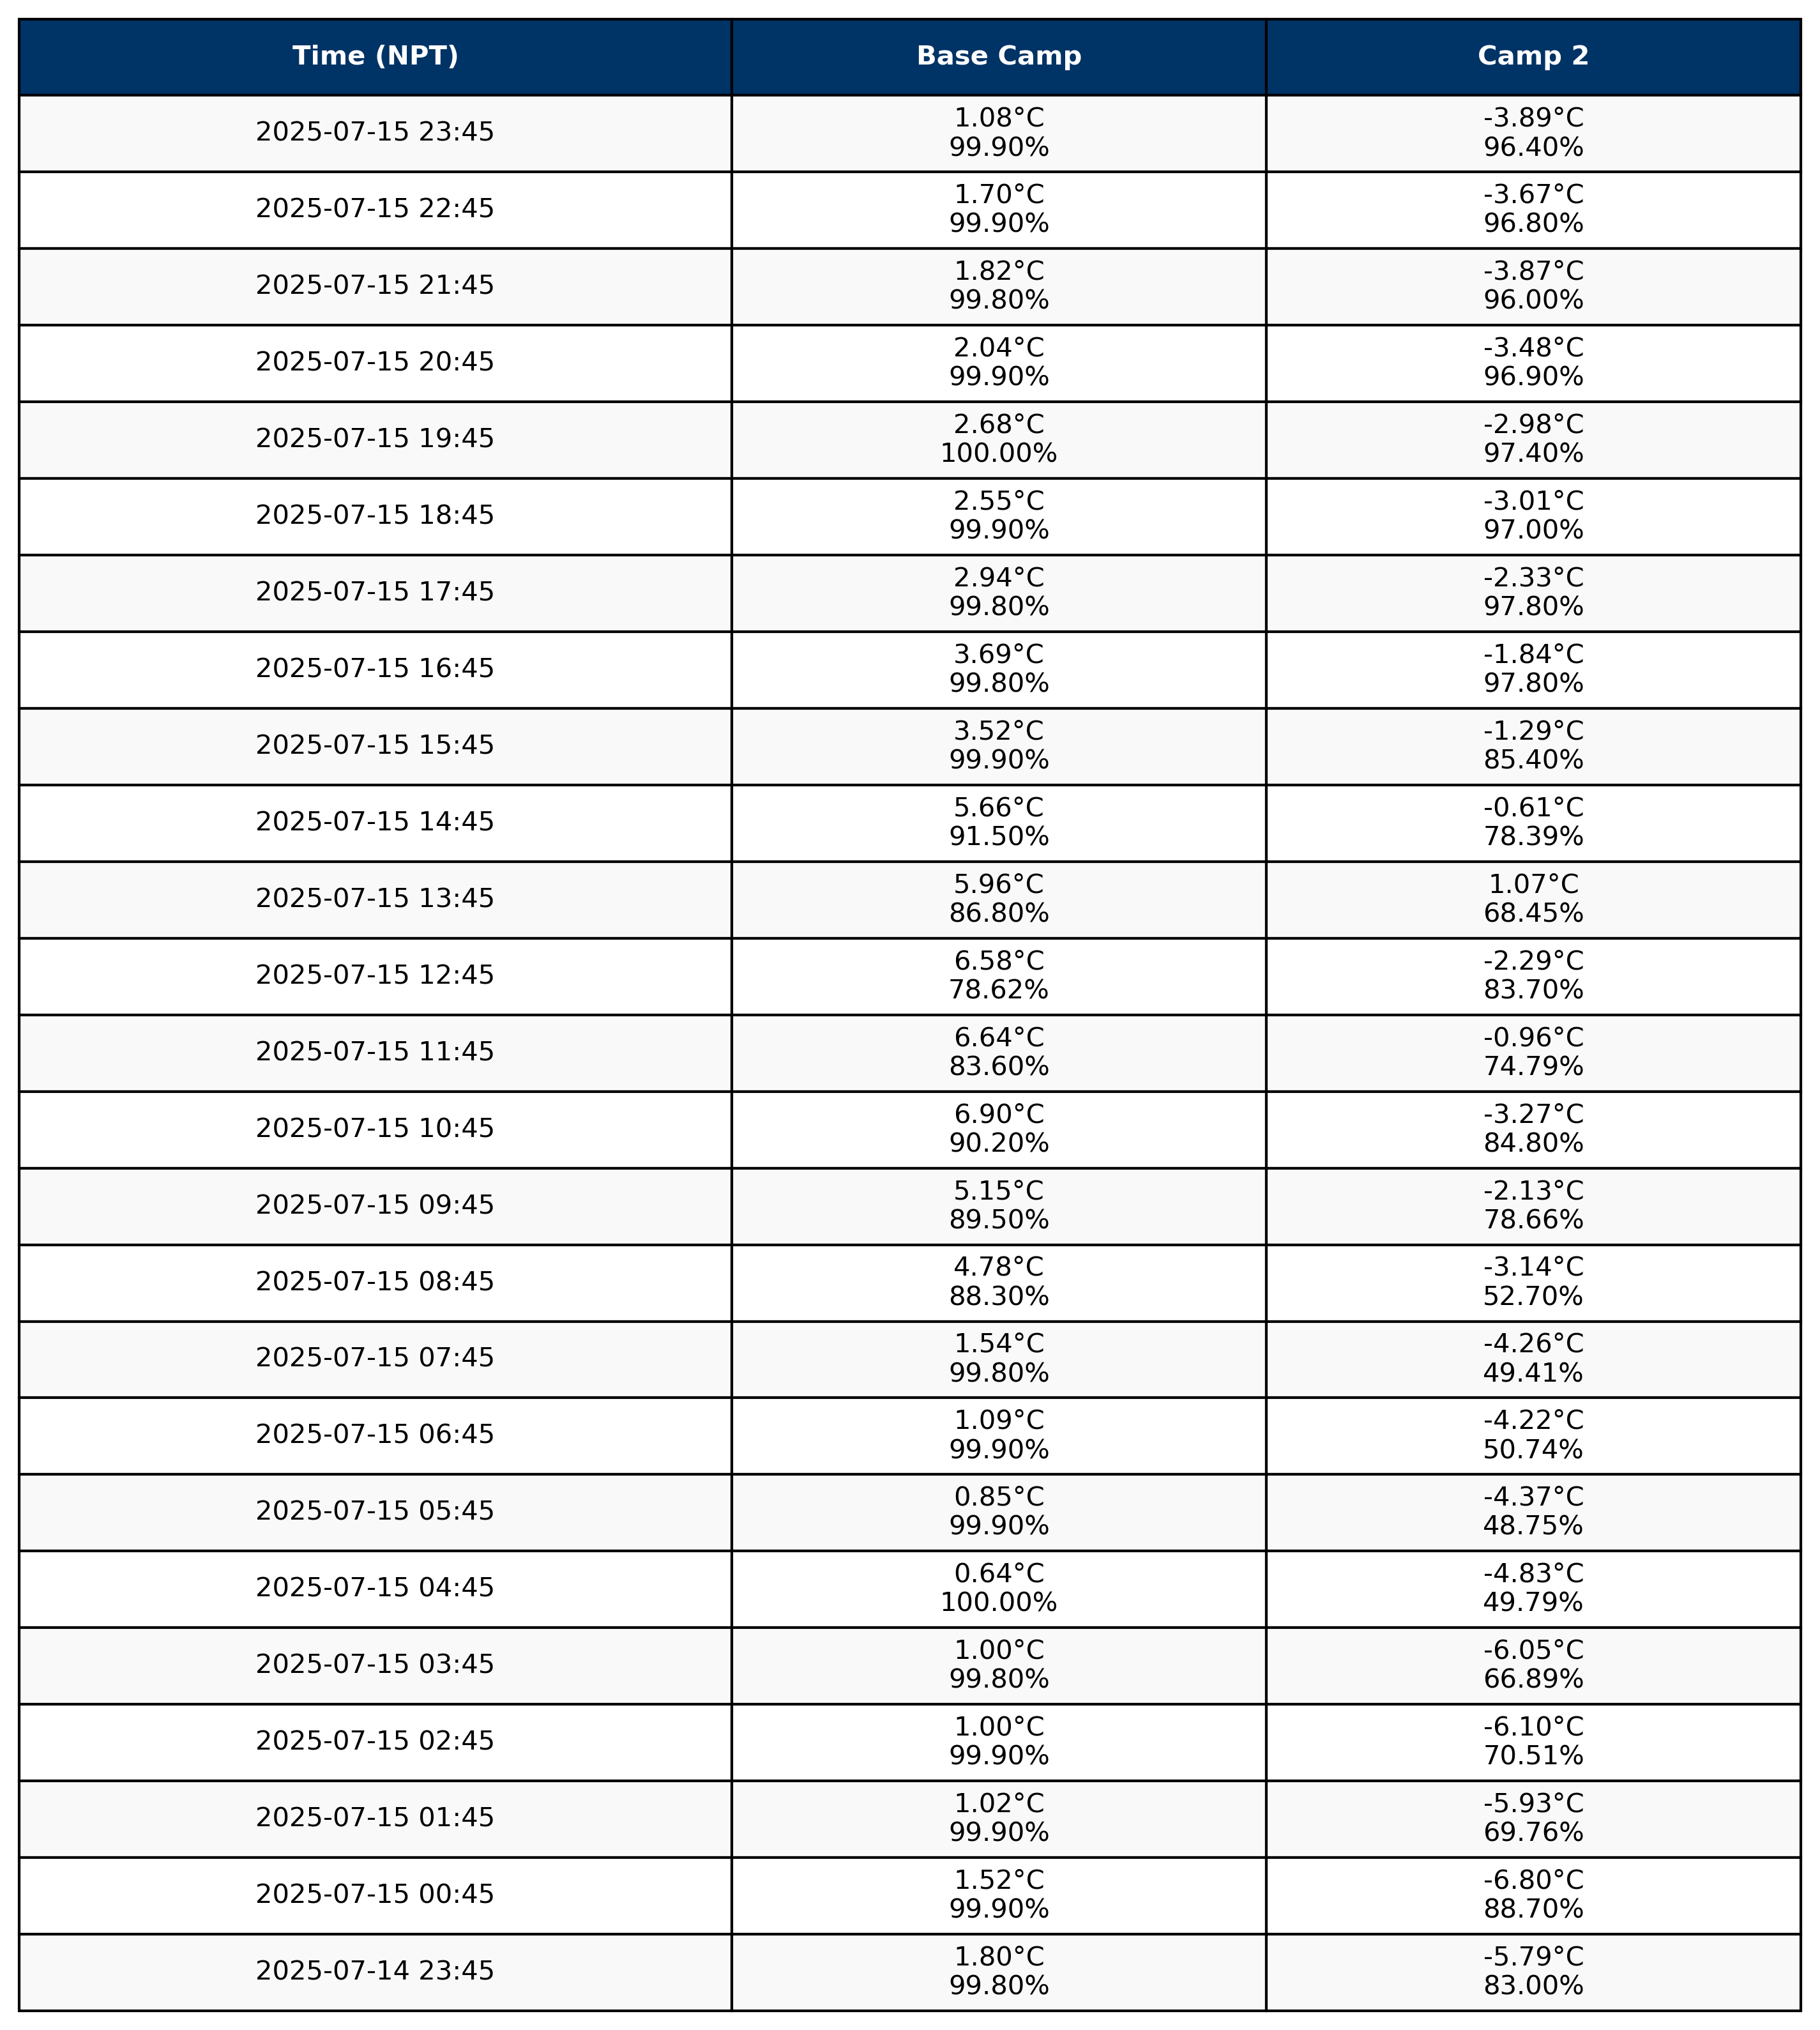 Time (NPT) Base Camp Camp 2
2025-07-15 23:45 1.08°C -3.89°C
99.90% 96.40%
2025-07-15 22:45 1.70°C -3.67°C
99.90% 96.80%
2025-07-15 21:45 1.82°C -3.87°C
99.80% 96.00%
2025-07-15 20:45 2.04°C -3.48°C
99.90% 96.90%
2025-07-15 19:45 2.68°C -2.98°C
100.00% 97.40%
2025-07-15 18:45 2.55°C -3.01°C
99.90% 97.00%
2025-07-15 17:45 2.94°C -2.33°C
99.80% 97.80%
2025-07-15 16:45 3.69°C -1.84°C
99.80% 97.80%
2025-07-15 15:45 3.52°C -1.29°C
99.90% 85.40%
2025-07-15 14:45 5.66°C -0.61°C
91.50% 78.39%
2025-07-15 13:45 5.96°C 1.07°C
86.80% 68.45%
2025-07-15 12:45 6.58°C -2.29°C
78.62% 83.70%
2025-07-15 11:45 6.64°C -0.96°C
83.60% 74.79%
2025-07-15 10:45 6.90°C -3.27°C
90.20% 84.80%
2025-07-15 09:45 5.15°C -2.13°C
89.50% 78.66%
2025-07-15 08:45 4.78°C -3.14°C
88.30% 52.70%
2025-07-15 07:45 1.54°C -4.26°C
99.80% 49.41%
2025-07-15 06:45 1.09°C -4.22°C
99.90% 50.74%
2025-07-15 05:45 0.85°C -4.37°C
99.90% 48.75%
2025-07-15 04:45 0.64°C -4.83°C
100.00% 49.79%
2025-07-15 03:45 1.00°C -6.05°C
99.80% 66.89%
2025-07-15 02:45 1.00°C -6.10°C
99.90% 70.51%
2025-07-15 01:45 1.02°C -5.93°C
99.90% 69.76%
2025-07-15 00:45 1.52°C -6.80°C
99.90% 88.70%
2025-07-14 23:45 1.80°C -5.79°C
99.80% 83.00%